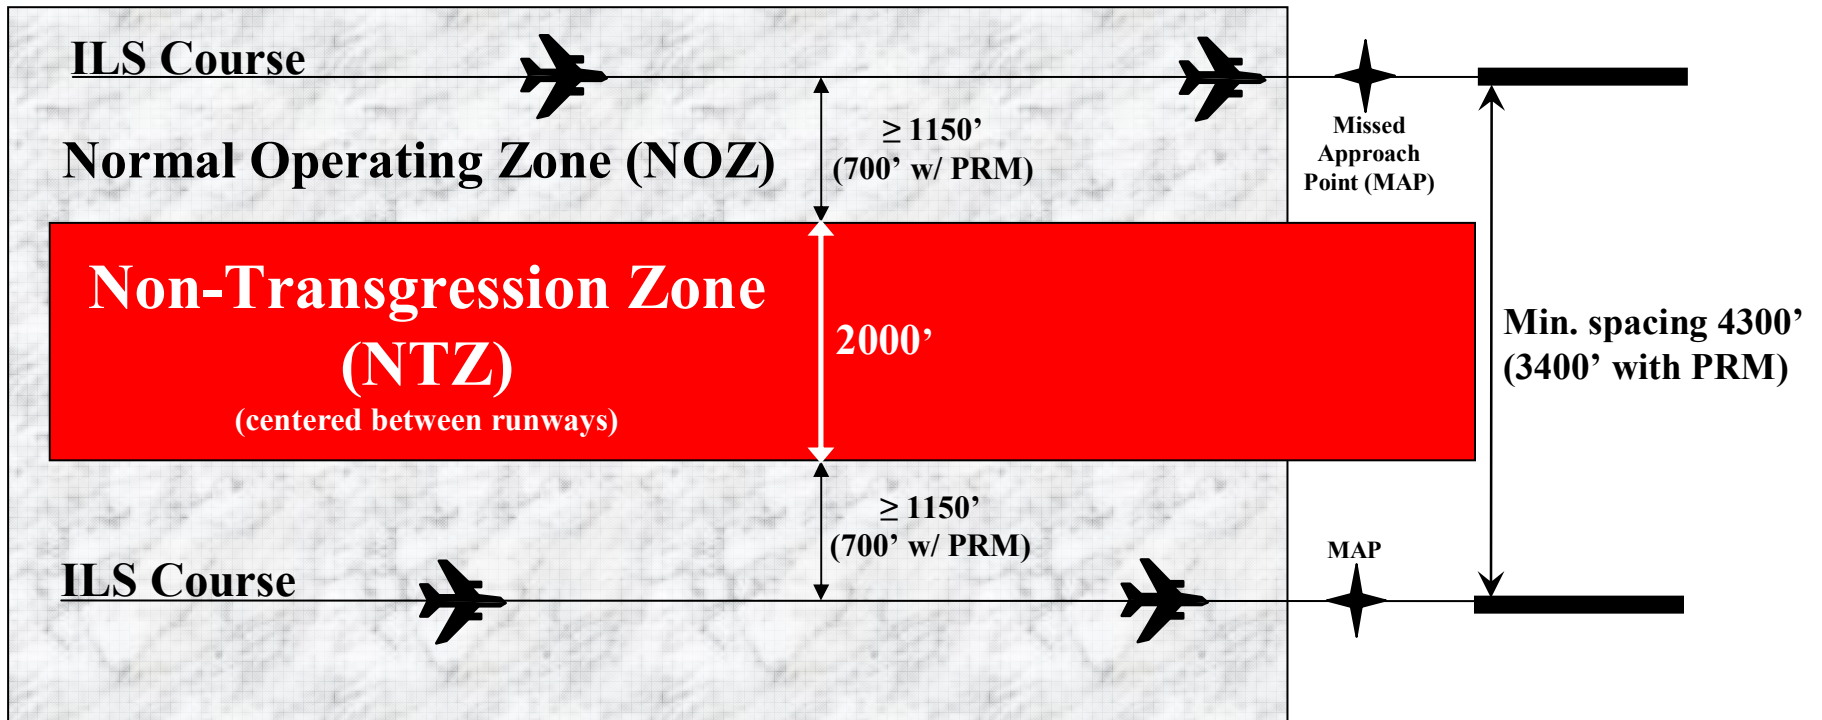 ILS Course
Normal Operating Zone (NOZ)
≥ 1150’
(700’ w/ PRM)
Missed
Approach
Point (MAP)
Non-Transgression Zone
(NTZ)
(centered between runways)
2000’
Min. spacing 4300’
(3400’ with PRM)
≥ 1150’
(700’ w/ PRM)
ILS Course
MAP